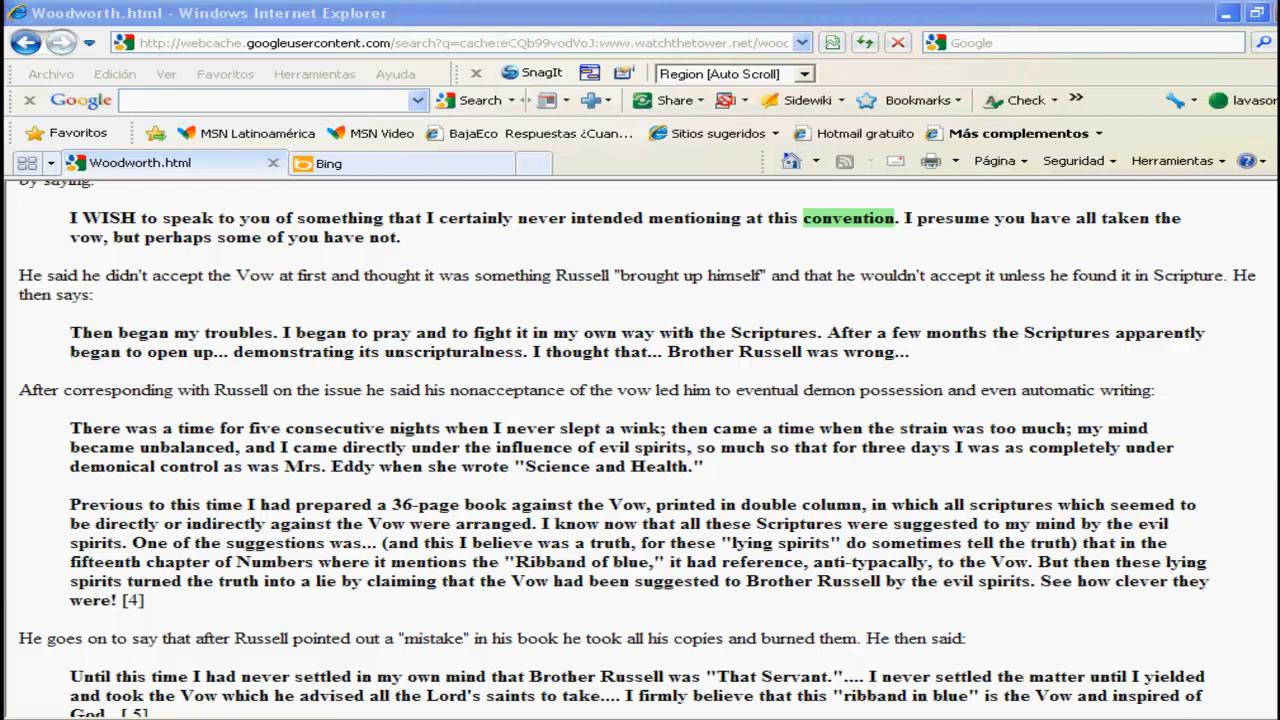 Woodworth.html - Windows Internet Explorer
http://webcache.googleusercontent.com/search?q=cache:eCQb99vodVoJ:www.watchthetower.net/wooc
Google
Archivo Edición Ver Favoritos Herramientas Ayuda
SnagIt
Region [Auto Scroll]
Google
Search
Share
Sidewiki
Bookmarks
Check
lavasor
Favoritos
MSN Latinoamérica
MSN Video
BajaEco Respuestas ¿Cuan...
Sitios sugeridos
Hotmail gratuito
Más complementos
Woodworth.html
Bing
Página
Seguridad
Herramientas
by saying:
I WISH to speak to you of something that I certainly never intended mentioning at this convention. I presume you have all taken the
vow, but perhaps some of you have not.
He said he didn't accept the Vow at first and thought it was something Russell "brought up himself" and that he wouldn't accept it unless he found it in Scripture. He
then says:
Then began my troubles. I began to pray and to fight it in my own way with the Scriptures. After a few months the Scriptures apparently
began to open up... demonstrating its unscripturalness. I thought that... Brother Russell was wrong...
After corresponding with Russell on the issue he said his nonacceptance of the vow led him to eventual demon possession and even automatic writing:
There was a time for five consecutive nights when I never slept a wink; then came a time when the strain was too much; my mind
became unbalanced, and I came directly under the influence of evil spirits, so much so that for three days I was as completely under
demonical control as was Mrs. Eddy when she wrote "Science and Health."
Previous to this time I had prepared a 36-page book against the Vow, printed in double column, in which all scriptures which seemed to
be directly or indirectly against the Vow were arranged. I know now that all these Scriptures were suggested to my mind by the evil
spirits. One of the suggestions was... (and this I believe was a truth, for these "lying spirits" do sometimes tell the truth) that in the
fifteenth chapter of Numbers where it mentions the "Ribband of blue," it had reference, anti-typacally, to the Vow. But then these lying
spirits turned the truth into a lie by claiming that the Vow had been suggested to Brother Russell by the evil spirits. See how clever they
were! [4]
He goes on to say that after Russell pointed out a "mistake" in his book he took all his copies and burned them. He then said:
Until this time I had never settled in my own mind that Brother Russell was "That Servant.".... I never settled the matter until I yielded
and took the Vow which he advised all the Lord's saints to take.... I firmly believe that this "ribband in blue" is the Vow and inspired of
God. [5]